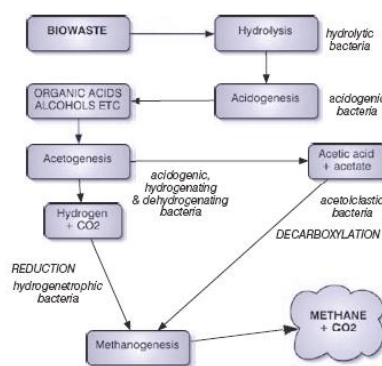 BIOWASTE
Hydrolysis
hydrolytic
bacteria
ORGANIC ACIDS
ALCOHOLS ETC
Acidogenesis
acidogenic
bacteria
Acetogenesis
acidogenic,
hydrogenating
& dehydrogenating
bacteria
Acetic acid
+ acetate
acetolclastic
bacteria
Hydrogen
+ CO2
DECARBOXYLATION
REDUCTION
hydrogenetrophic
bacteria
Methanogenesis
METHANE
+ CO2